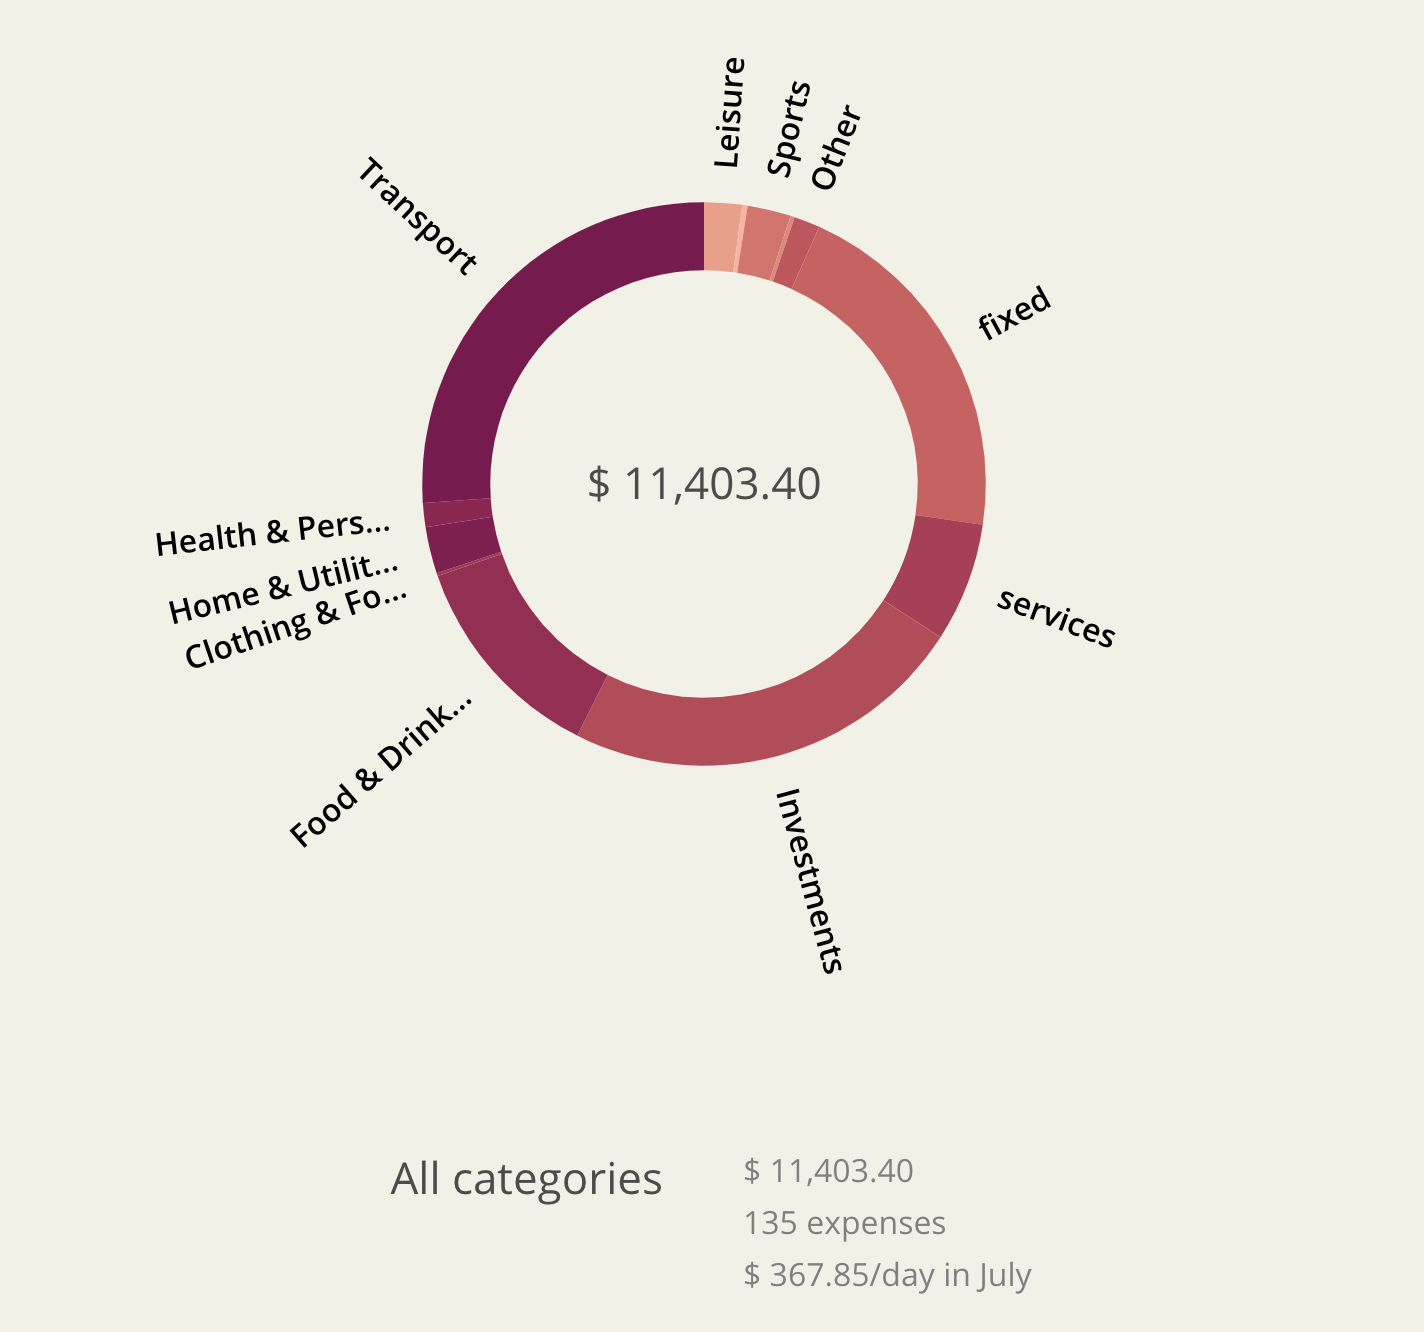 Leisure
Sports
Other
Transport
fixed
$ 11,403.40
Health & Pers...
Home & Utilit...
Clothing & Fo...
services
Food & Drink...
Investments
All categories
$ 11,403.40
135 expenses
$ 367.85/day in July